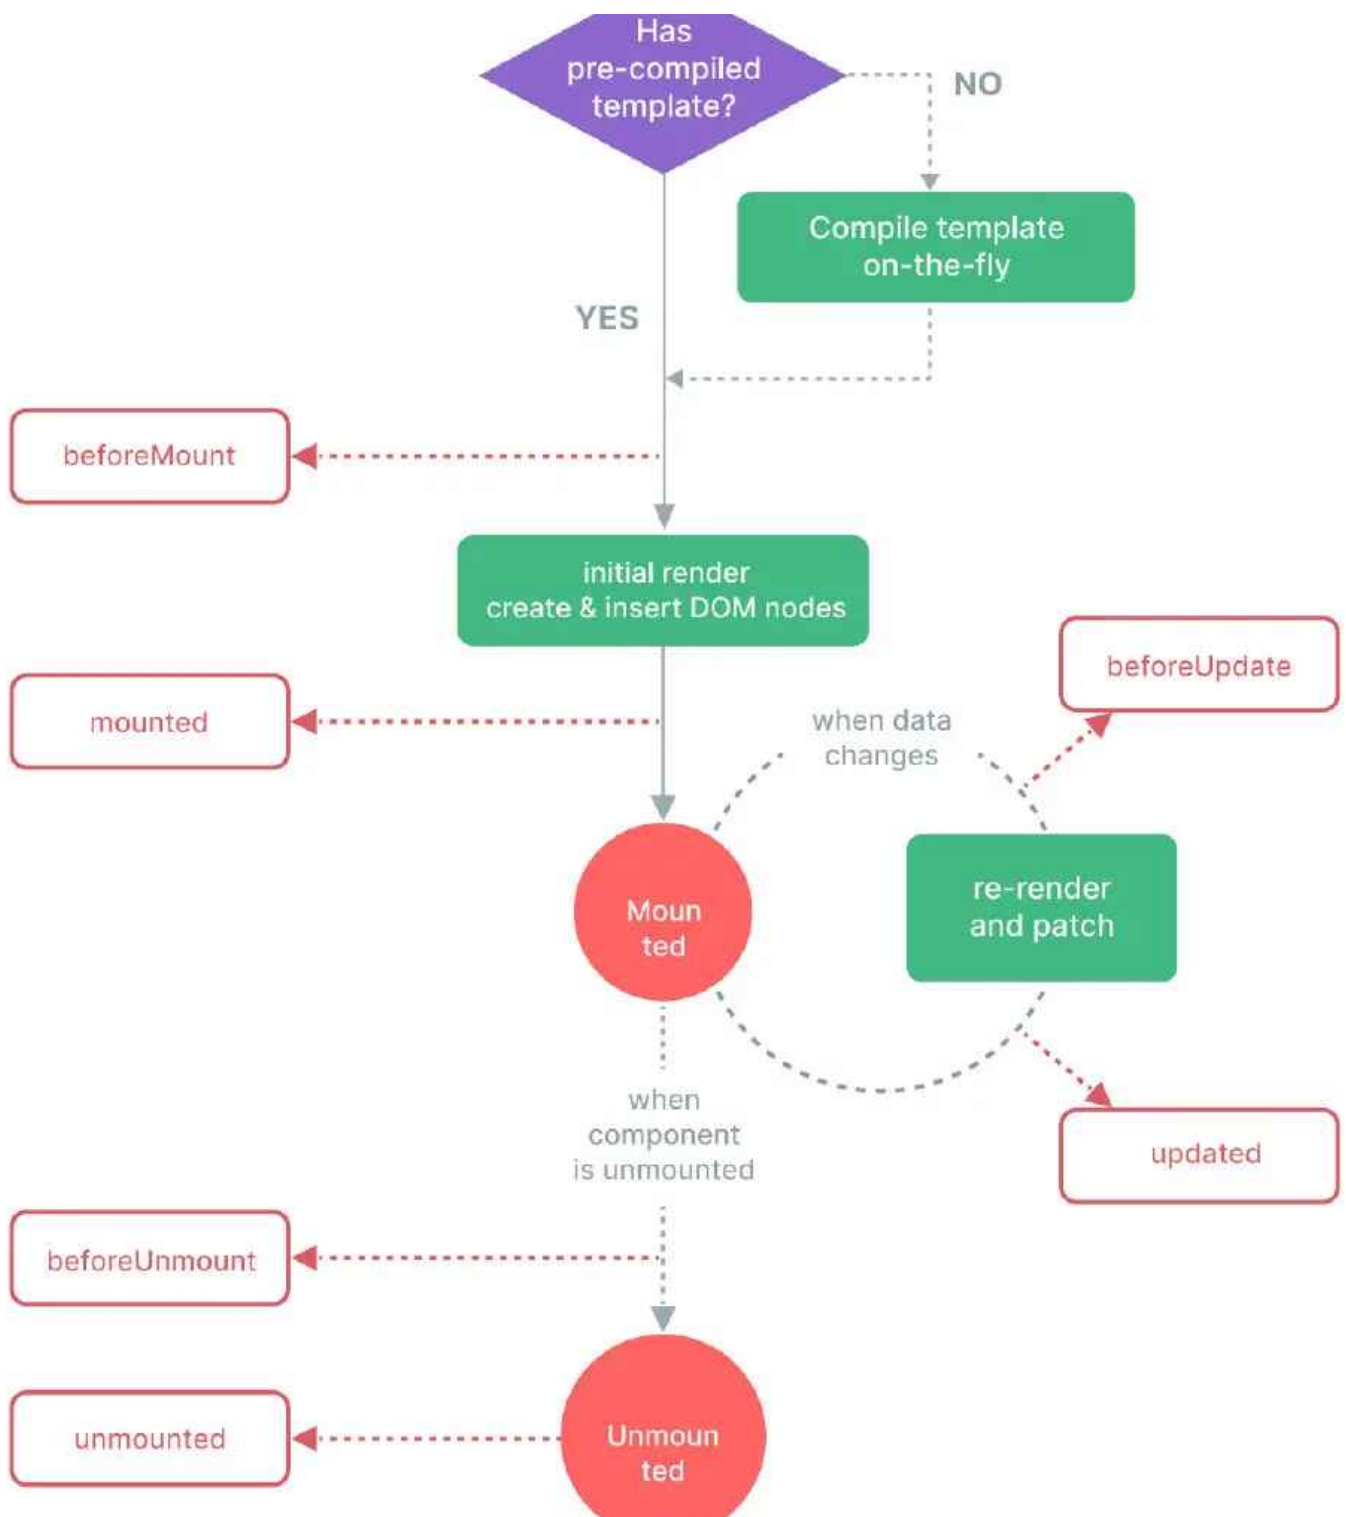 Has
pre-compiled
template?
NO
Compile template
on-the-fly
YES
beforeMount
initial render
create & insert DOM nodes
beforeUpdate
mounted
when data
changes
re-render
and patch
Moun
ted
when
component
is unmounted
updated
beforeUnmount
unmounted
Unmoun
ted